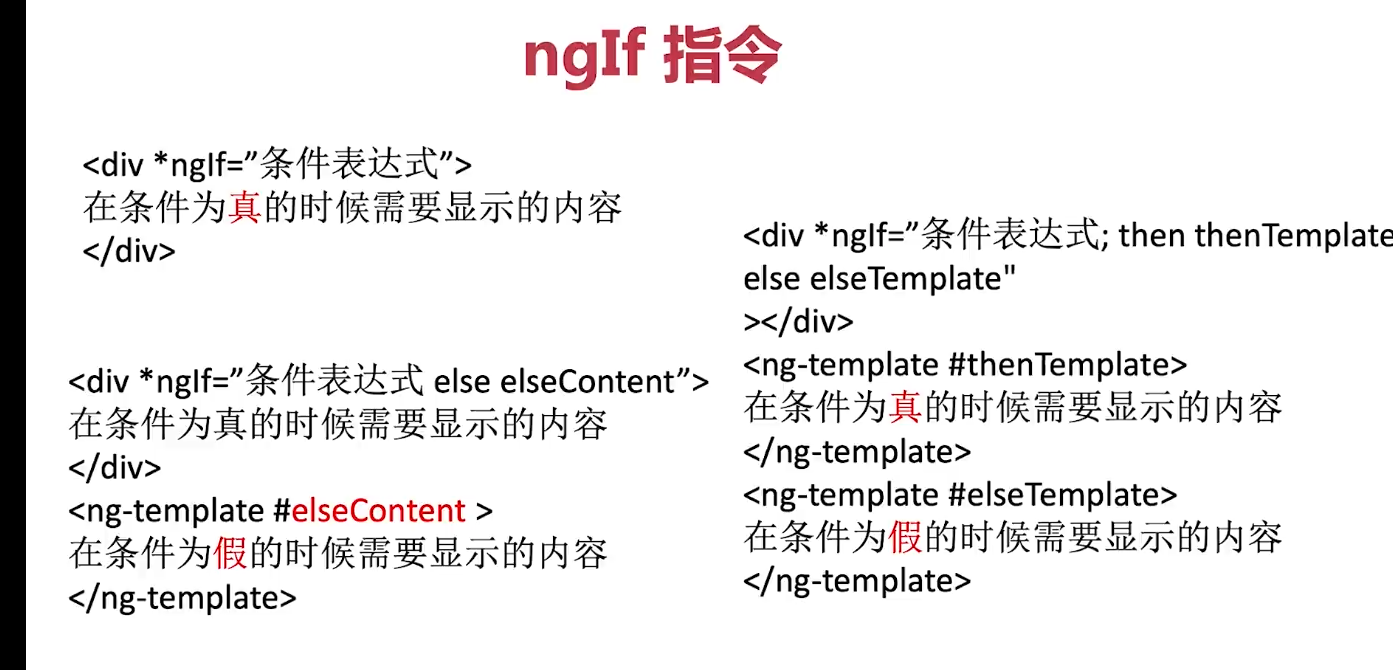 ngIf 指令
<div *ngIf=”条件表达式”>
在条件为真的时候需要显示的内容
</div>
<div *ngIf=”条件表达式 else elseContent”>
在条件为真的时候需要显示的内容
</div>
<ng-template #elseContent >
在条件为假的时候需要显示的内容
</ng-template>
<div *ngIf=”条件表达式; then thenTemplate
else elseTemplate"
></div>
<ng-template #thenTemplate>
在条件为真的时候需要显示的内容
</ng-template>
<ng-template #elseTemplate>
在条件为假的时候需要显示的内容
</ng-template>